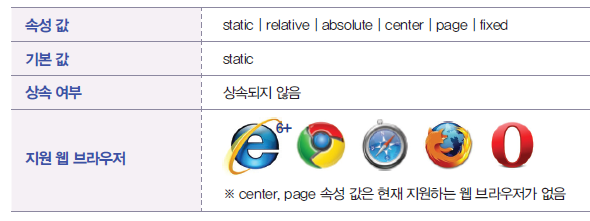 속성 값 static | relative | absolute | center | page | fixed
기본 값 static
상속 여부 상속되지 않음
6+
지원 웹 브라우저
※ center, page 속성 값은 현재 지원하는 웹 브라우저가 없음